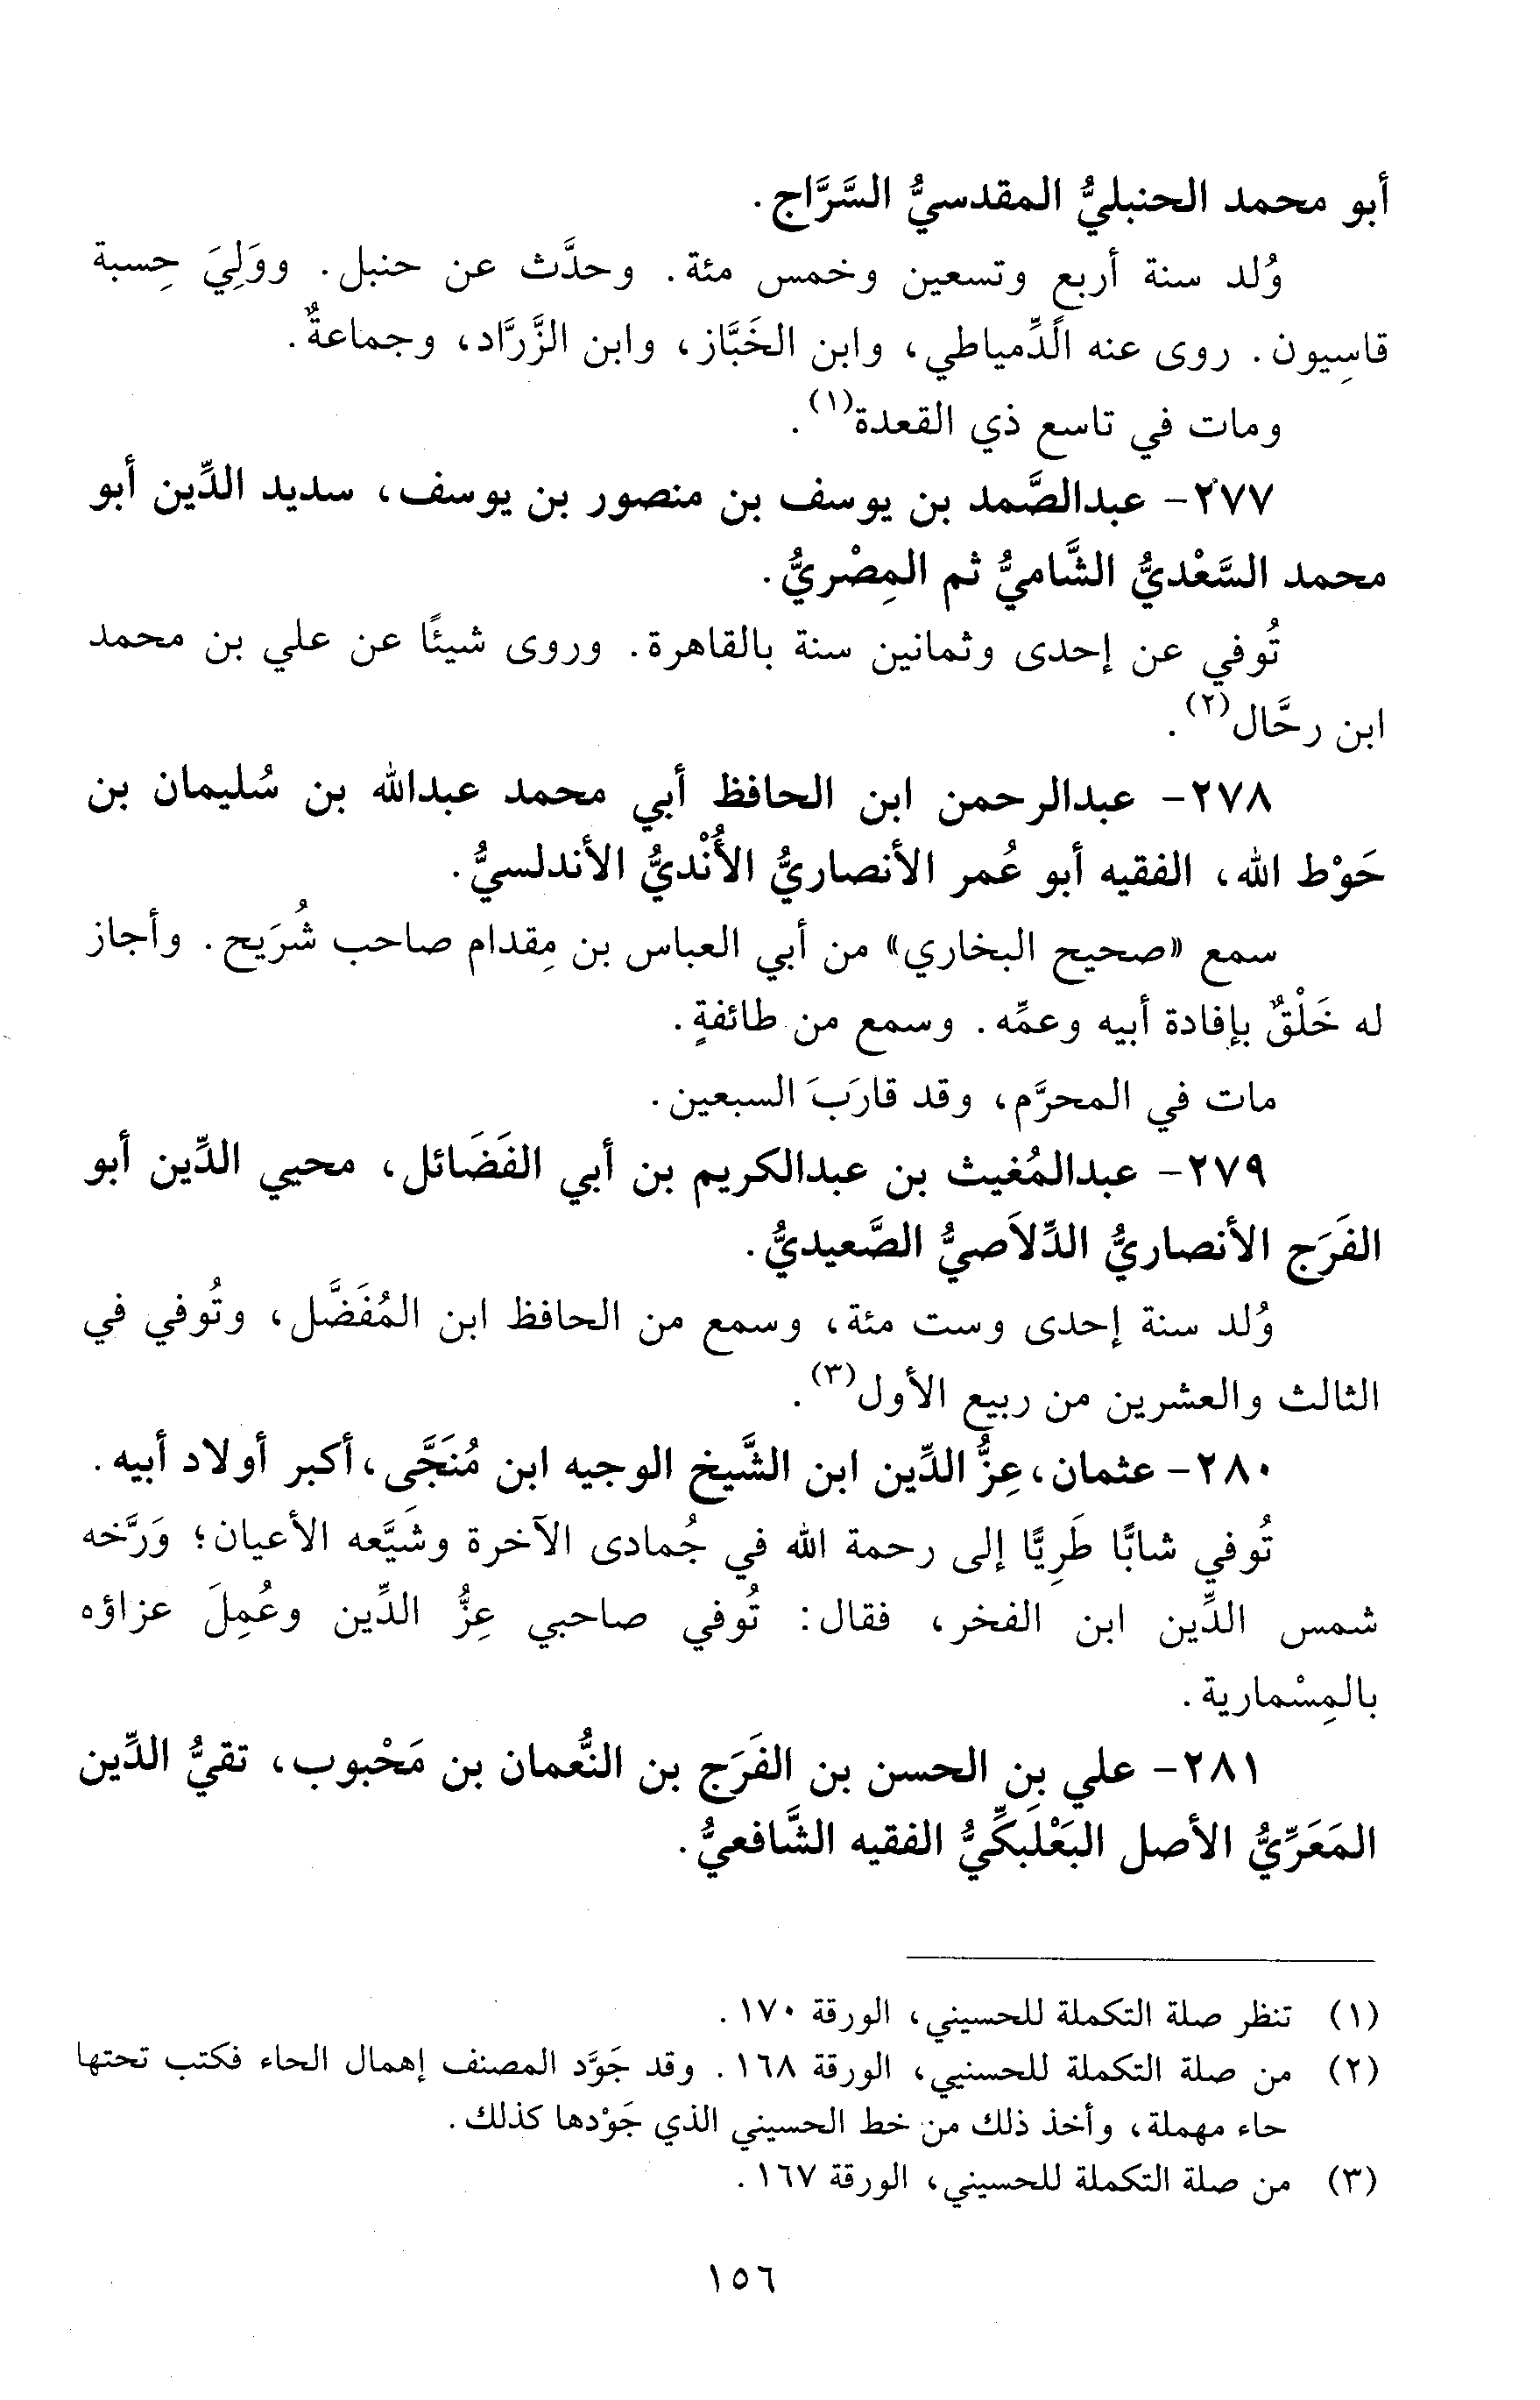 أبو محمد الحنبليُّ المقدسيُّ السَّرَّاج.
وُلد سنة أربع وتسعين وخمس مئة. وحدَّث عن حنبل. ووَلِيَ حِسبة
قاسِيون. روى عنه الدِّمياطي، وابن الخَبَّاز، وابن الزَّرَّاد، وجماعةٌ.
ومات في تاسع ذي القعدة(١).
٢٧٧- عبدالصَّمد بن يوسف بن منصور بن يوسف، سديد الدِّين أبو
محمد السَّعْديُّ الشَّاميُّ ثم المِصْريُّ.
تُوفي عن إحدى وثمانين سنة بالقاهرة. وروى شيئًا عن علي بن محمد
ابن رحَّال(٢).
٢٧٨- عبدالرحمن ابن الحافظ أبي محمد عبدالله بن سُليمان بن
حَوْط الله، الفقيه أبو عُمر الأنصاريُّ الأُنْديُّ الأندلسيُّ.
سمع «صحيح البخاري» من أبي العباس بن مِقدام صاحب شُرَيح. وأجاز
له خَلْقٌ بإفادة أبيه وعمِّه. وسمع من طائفةٍ.
مات في المحرَّم، وقد قارَبَ السبعين.
٢٧٩- عبدالمُغيث بن عبدالكريم بن أبي الفَضَائل، محيي الدِّين أبو
الفَرَج الأنصاريُّ الدِّلاَصيُّ الصَّعيديُّ.
وُلد سنة إحدى وست مئة، وسمع من الحافظ ابن المُفَضَّل، وتُوفي في
الثالث والعشرين من ربيع الأول(٣).
٢٨٠- عثمان، عِزُّ الدِّين ابن الشَّيخ الوجيه ابن مُنَجَّى، أكبر أولاد أبيه.
تُوفي شابًّا طَرِيًّا إلى رحمة الله في جُمادى الآخرة وشَيَّعه الأعيان؛ وَرَّخه
شمس الدِّين ابن الفخر، فقال: تُوفي صاحبي عِزُّ الدِّين وعُمِلَ عزاؤه
بالمِسْمارية.
٢٨١- علي بن الحسن بن الفَرَج بن النُّعمان بن مَحْبوب، تقيُّ الدِّين
المَعَرِّيُّ الأصل البَعْلَبكِّيُّ الفقيه الشَّافعيُّ.
(١) تنظر صلة التكملة للحسيني، الورقة ١٧٠.
(٢) من صلة التكملة للحسنيي، الورقة ١٦٨. وقد جَوَّد المصنف إهمال الحاء فكتب تحتها
حاء مهملة، وأخذ ذلك من خط الحسيني الذي جَوْدها كذلك.
(٣) من صلة التكملة للحسيني، الورقة ١٦٧.
١٥٦